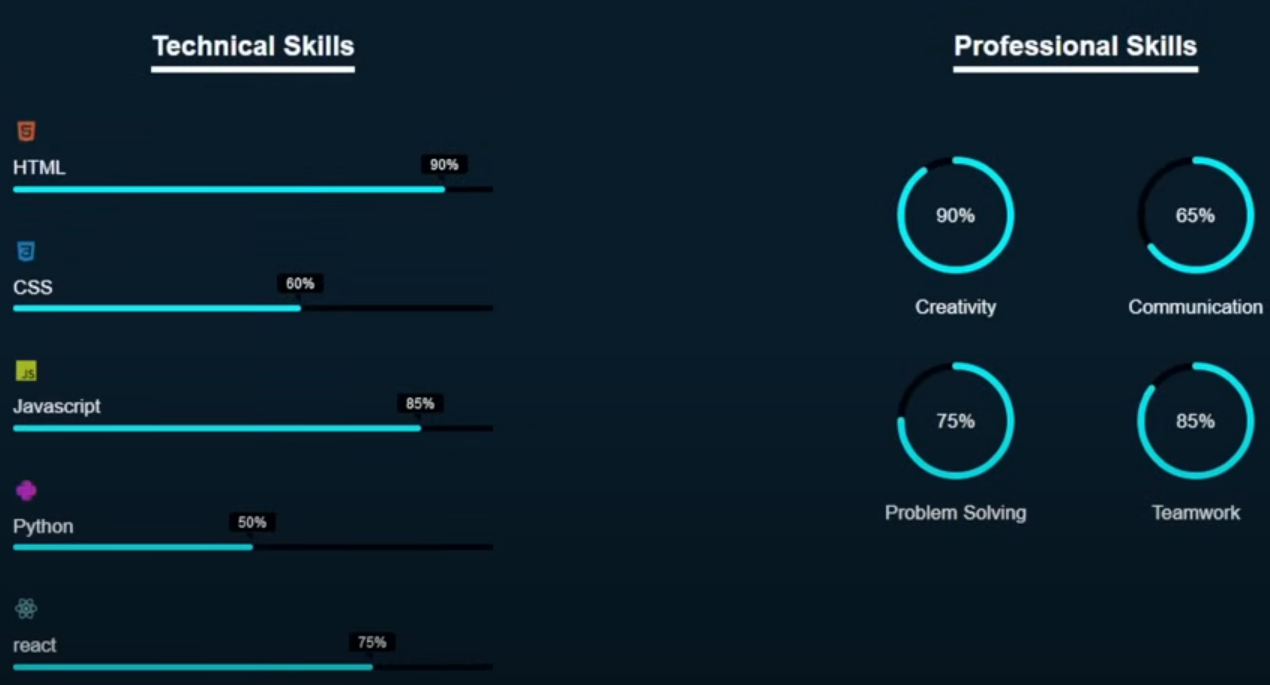 Technical Skills
HTML
90%
CSS
60%
JS
Javascript
85%
Python
50%
react
75%
Professional Skills
90%
65%
Creativity
Communication
75%
85%
Problem Solving
Teamwork